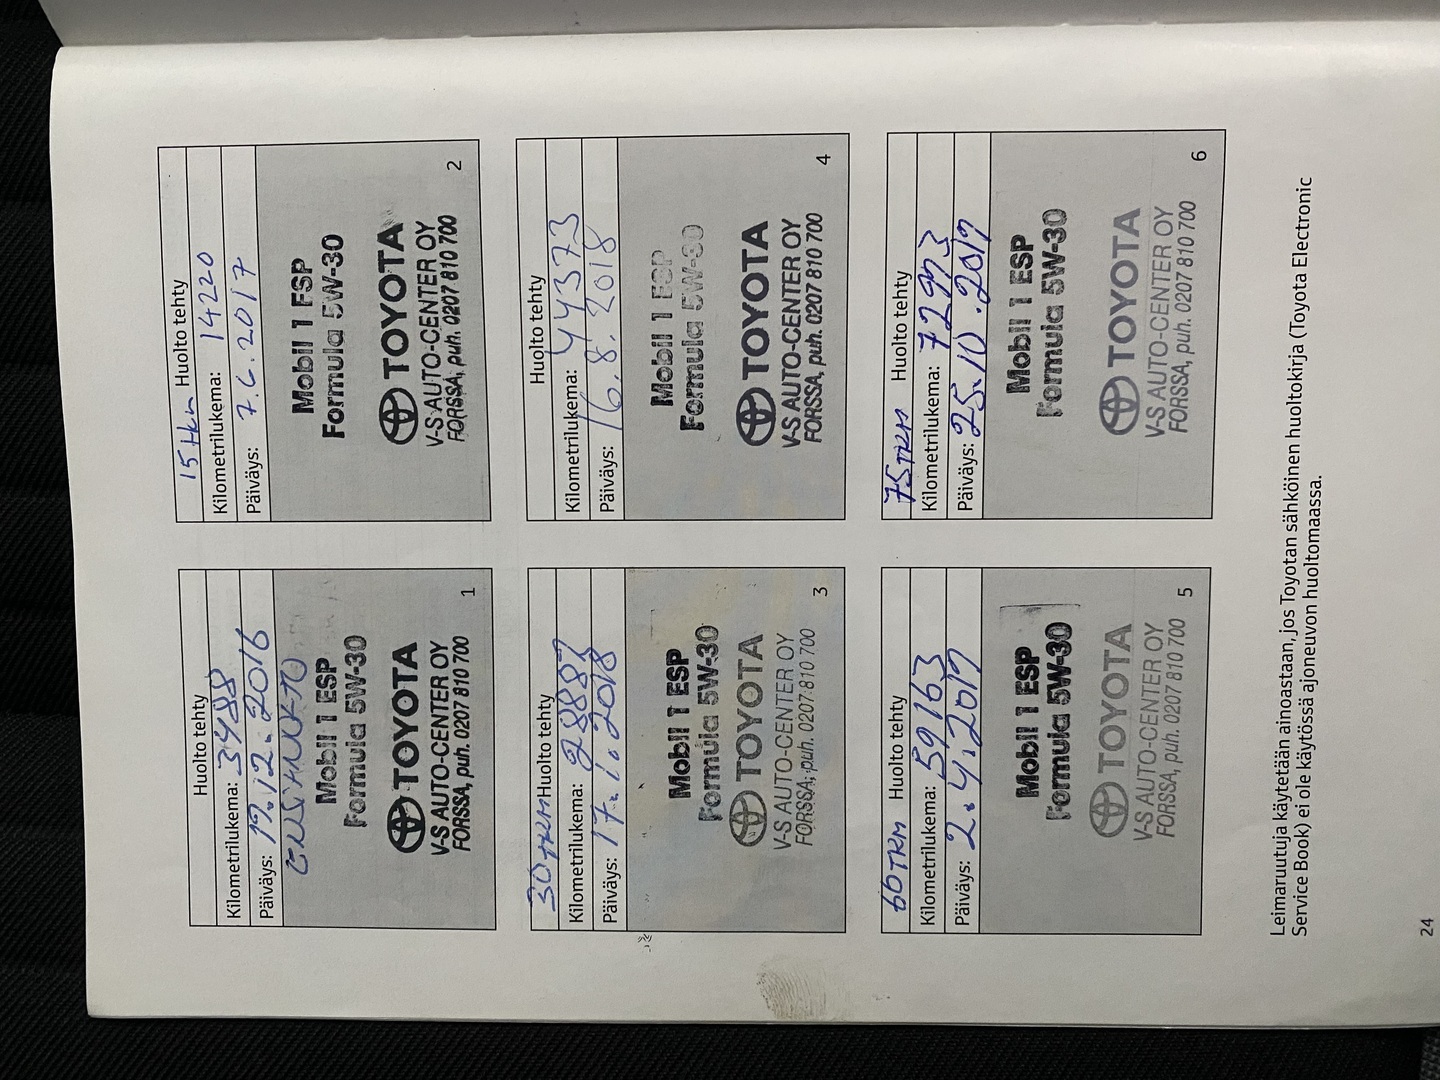 Huolto tehty
Kilometrilukema: 3488
Päiväys: 19.12.2016
Mobil 1 ESP
Formula 5W-30
TOYOTA
V-S AUTO-CENTER OY
FORSSA, puh. 0207 810 700
1
15 tkm Huolto tehty
Kilometrilukema: 14220
Päiväys: 7.6.2017
Mobil 1 ESP
Formula 5W-30
TOYOTA
V-S AUTO-CENTER OY
FORSSA, puh. 0207 810 700
2
30 TKM Huolto tehty
Kilometrilukema: 28887
Päiväys: 17.1.2018
Mobil 1 ESP
Formula 5W-30
TOYOTA
V-S AUTO-CENTER OY
FORSSA, puh. 0207 810 700
3
Huolto tehty
Kilometrilukema: 44373
Päiväys: 16.8.2018
Mobil 1 ESP
Formula 5W-30
TOYOTA
V-S AUTO-CENTER OY
FORSSA, puh. 0207 810 700
4
60 TKM Huolto tehty
Kilometrilukema: 59163
Päiväys: 2.4.2019
Mobil 1 ESP
Formula 5W-30
TOYOTA
V-S AUTO-CENTER OY
FORSSA, puh. 0207 810 700
5
75 TKM Huolto tehty
Kilometrilukema: 72993
Päiväys: 25.10.2019
Mobil 1 ESP
Formula 5W-30
TOYOTA
V-S AUTO-CENTER OY
FORSSA, puh. 0207 810 700
6
Leimaruutuja käytetään ainoastaan, jos Toyotan sähköinen huoltokirja (Toyota Electronic
Service Book) ei ole käytössä ajoneuvon huoltomaassa.
24